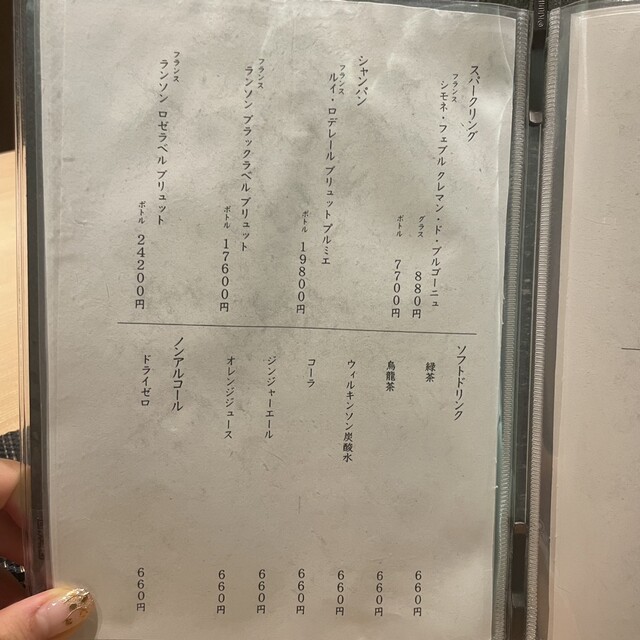 スパークリング
フランス
シモネ・フェブル クレマン・ド・ブルゴーニュ
グラス 880円
ボトル 7700円
シャンパン
フランス
ルイ・ロデレール ブリュット プルミエ
ボトル 19800円
フランス
ランソン ブラックラベル ブリュット
ボトル 17600円
フランス
ランソン ロゼラベル ブリュット
ボトル 24200円
ソフトドリンク
緑茶 660円
烏龍茶 660円
ウィルキンソン炭酸水 660円
コーラ 660円
ジンジャーエール 660円
オレンジジュース 660円
ノンアルコール
ドライゼロ 660円